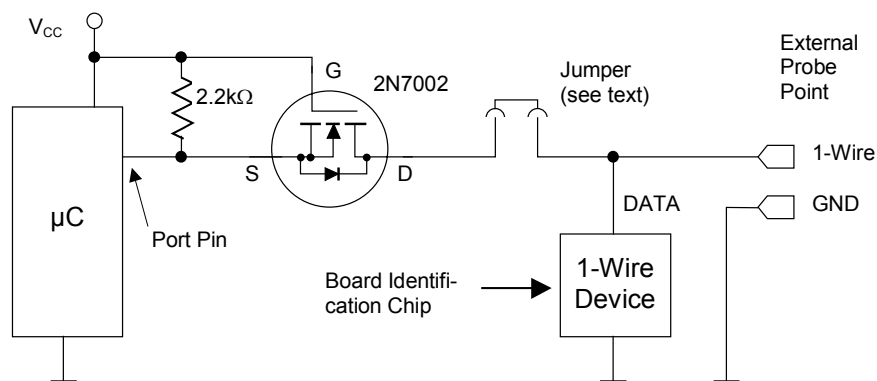 VCC
External
Probe
Point
G
2N7002
Jumper
(see text)
2.2kΩ
1-Wire
S
D
µC
DATA
GND
Port Pin
Board Identifi-
cation Chip
1-Wire
Device